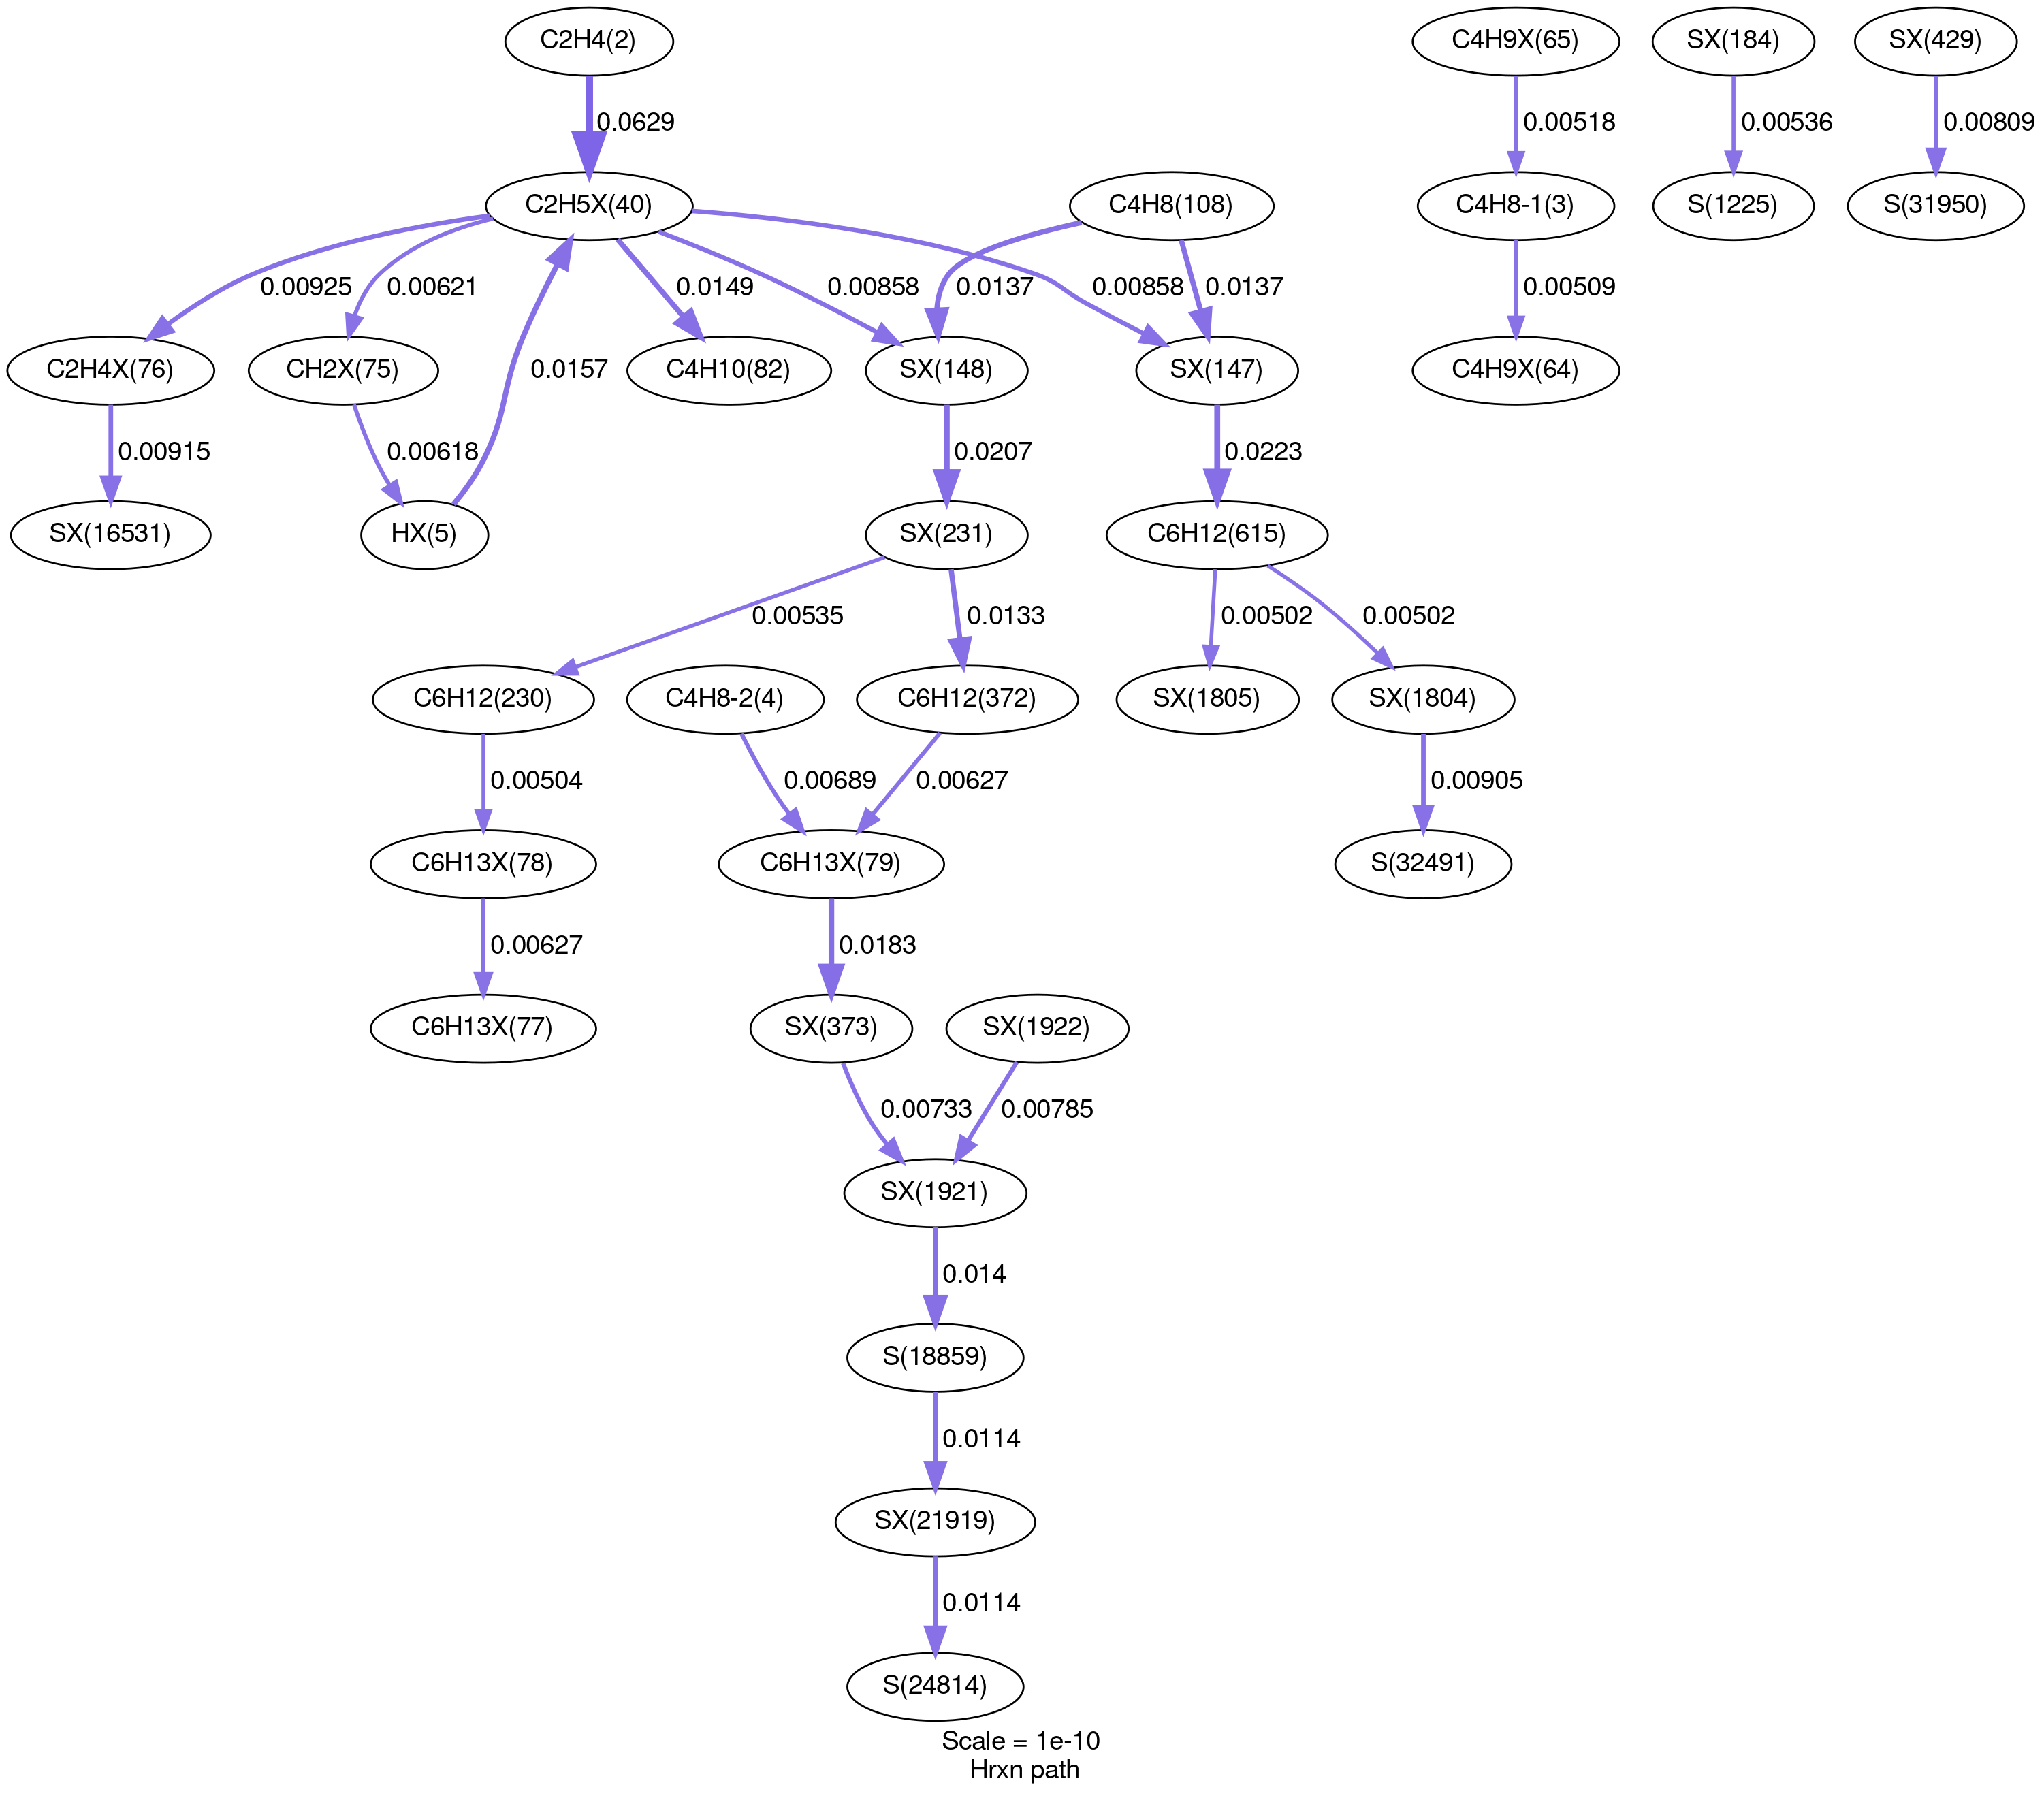 C2H4(2)
C4H9X(65)
SX(184)
SX(429)
0.0629
0.00518
0.00536
0.00809
C2H5X(40)
C4H8(108)
C4H8-1(3)
S(1225)
S(31950)
0.00925
0.00621
0.0149
0.00858
0.0137
0.00858
0.0137
0.00509
C2H4X(76)
CH2X(75)
0.0157
C4H10(82)
SX(148)
SX(147)
C4H9X(64)
0.00915
0.00618
0.0207
0.0223
SX(16531)
HX(5)
SX(231)
C6H12(615)
0.00535
0.0133
0.00502
0.00502
C6H12(230)
C4H8-2(4)
C6H12(372)
SX(1805)
SX(1804)
0.00504
0.00689
0.00627
0.00905
C6H13X(78)
C6H13X(79)
S(32491)
0.00627
0.0183
C6H13X(77)
SX(373)
SX(1922)
0.00733
0.00785
SX(1921)
0.014
S(18859)
0.0114
SX(21919)
0.0114
S(24814)
Scale = 1e-10
Hrxn path